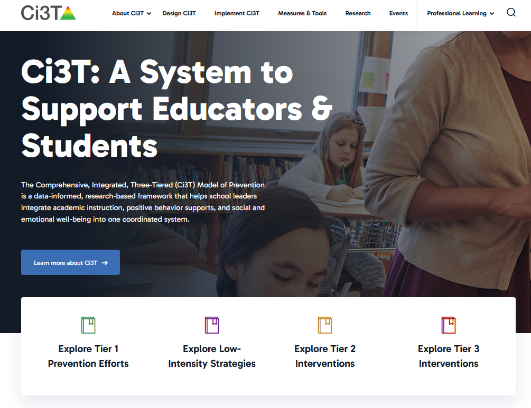 Ci3T
About Ci3T
Design Ci3T
Implement Ci3T
Measures & Tools
Research
Events
Professional Learning
Ci3T: A System to
Support Educators &
Students
The Comprehensive, Integrated, Three-Tiered (Ci3T) Model of Prevention
is a data-informed, research-based framework that helps school leaders
integrate academic instruction, positive behavior supports, and social and
emotional well-being into one coordinated system.
Learn more about Ci3T →
Explore Tier 1
Prevention Efforts
Explore Low-
Intensity Strategies
Explore Tier 2
Interventions
Explore Tier 3
Interventions